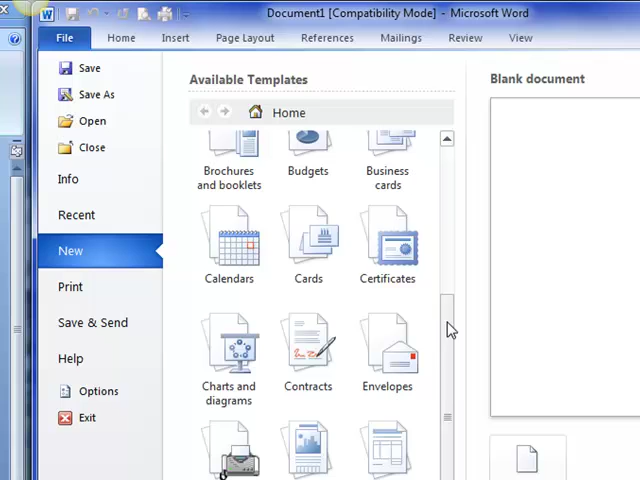 Document1 [Compatibility Mode] - Microsoft Word
File Home Insert Page Layout References Mailings Review View
Save
Save As
Open
Close
Info
Recent
New
Print
Save & Send
Help
Options
Exit
Available Templates
Home
Brochures and booklets
Budgets
Business cards
Calendars
Cards
Certificates
Charts and diagrams
Contracts
Envelopes
Blank document